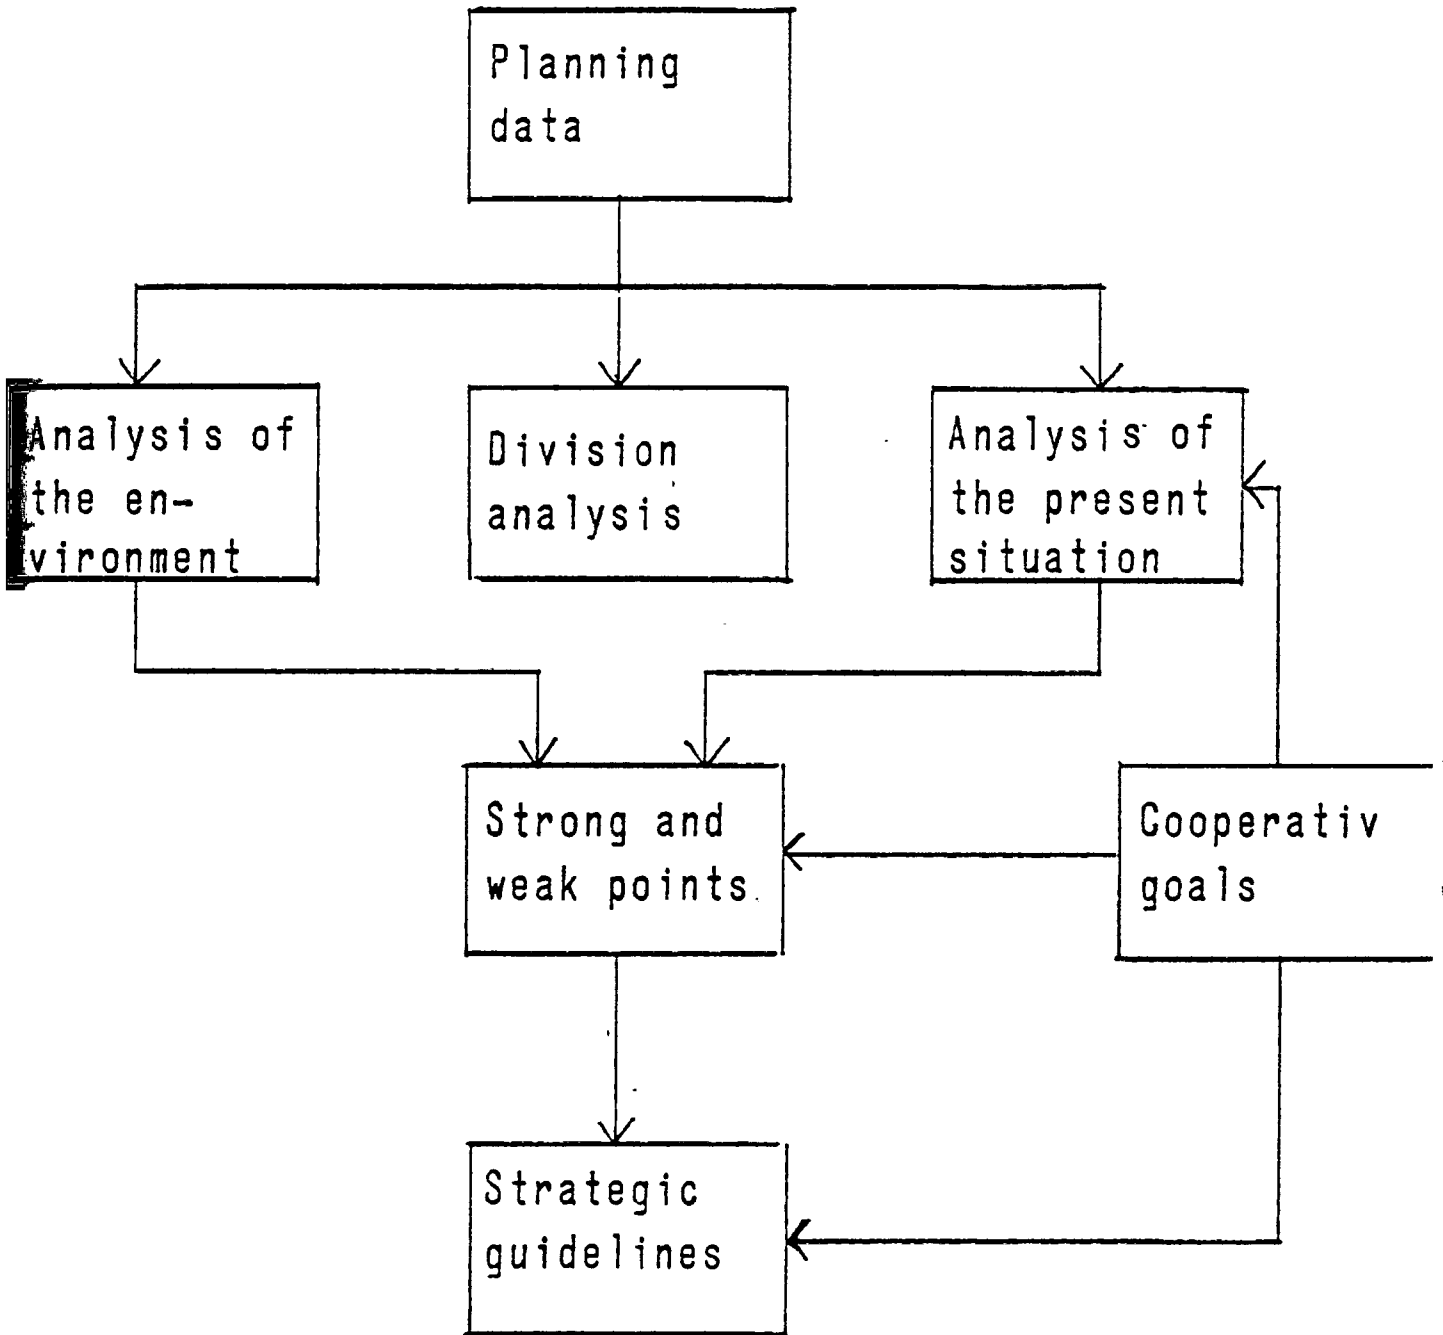 Planning
data
Analysis of
the en-
vironment
Division
analysis
Analysis of
the present
situation
Strong and
weak points
Cooperativ
goals
Strategic
guidelines